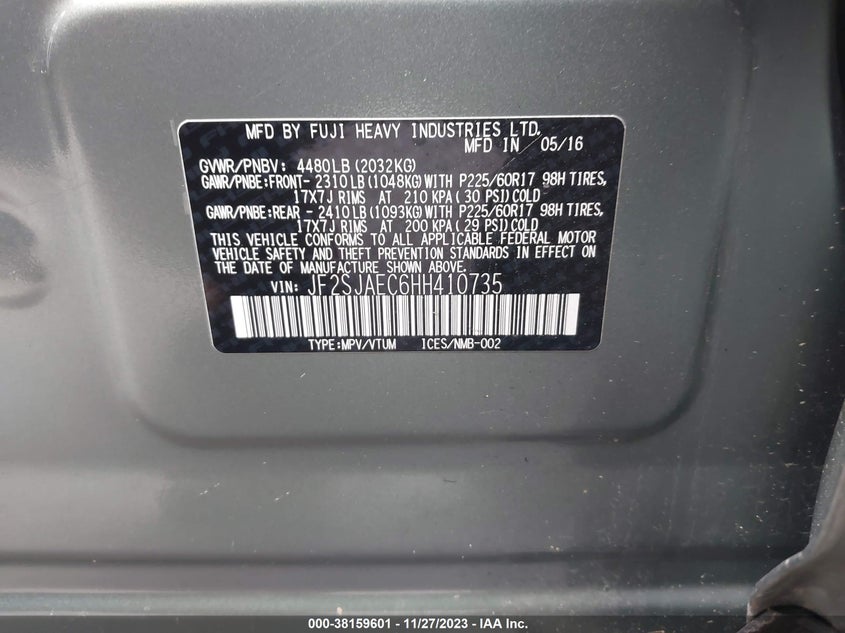 MFD BY FUJI HEAVY INDUSTRIES LTD.
MFD IN 05/16
GVWR/PNBV: 4480LB (2032KG)
GAWR/PNBE:FRONT- 2310LB (1048KG) WITH P225/60R17 98H TIRES,
17X7J RIMS AT 210 KPA ( 30 PSI) COLD
GAWR/PNBE:REAR - 2410LB (1093KG) WITH P225/60R17 98H TIRES,
17X7J RIMS AT 200 KPA ( 29 PSI) COLD
THIS VEHICLE CONFORMS TO ALL APPLICABLE FEDERAL MOTOR
VEHICLE SAFETY AND THEFT PREVENTION STANDARDS IN EFFECT ON
THE DATE OF MANUFACTURE SHOWN ABOVE.
VIN: JF2SJAEC6HH410735
TYPE:MPV/VTUM ICES/NMB-002
000-38159601 - 11/27/2023 - IAA Inc.